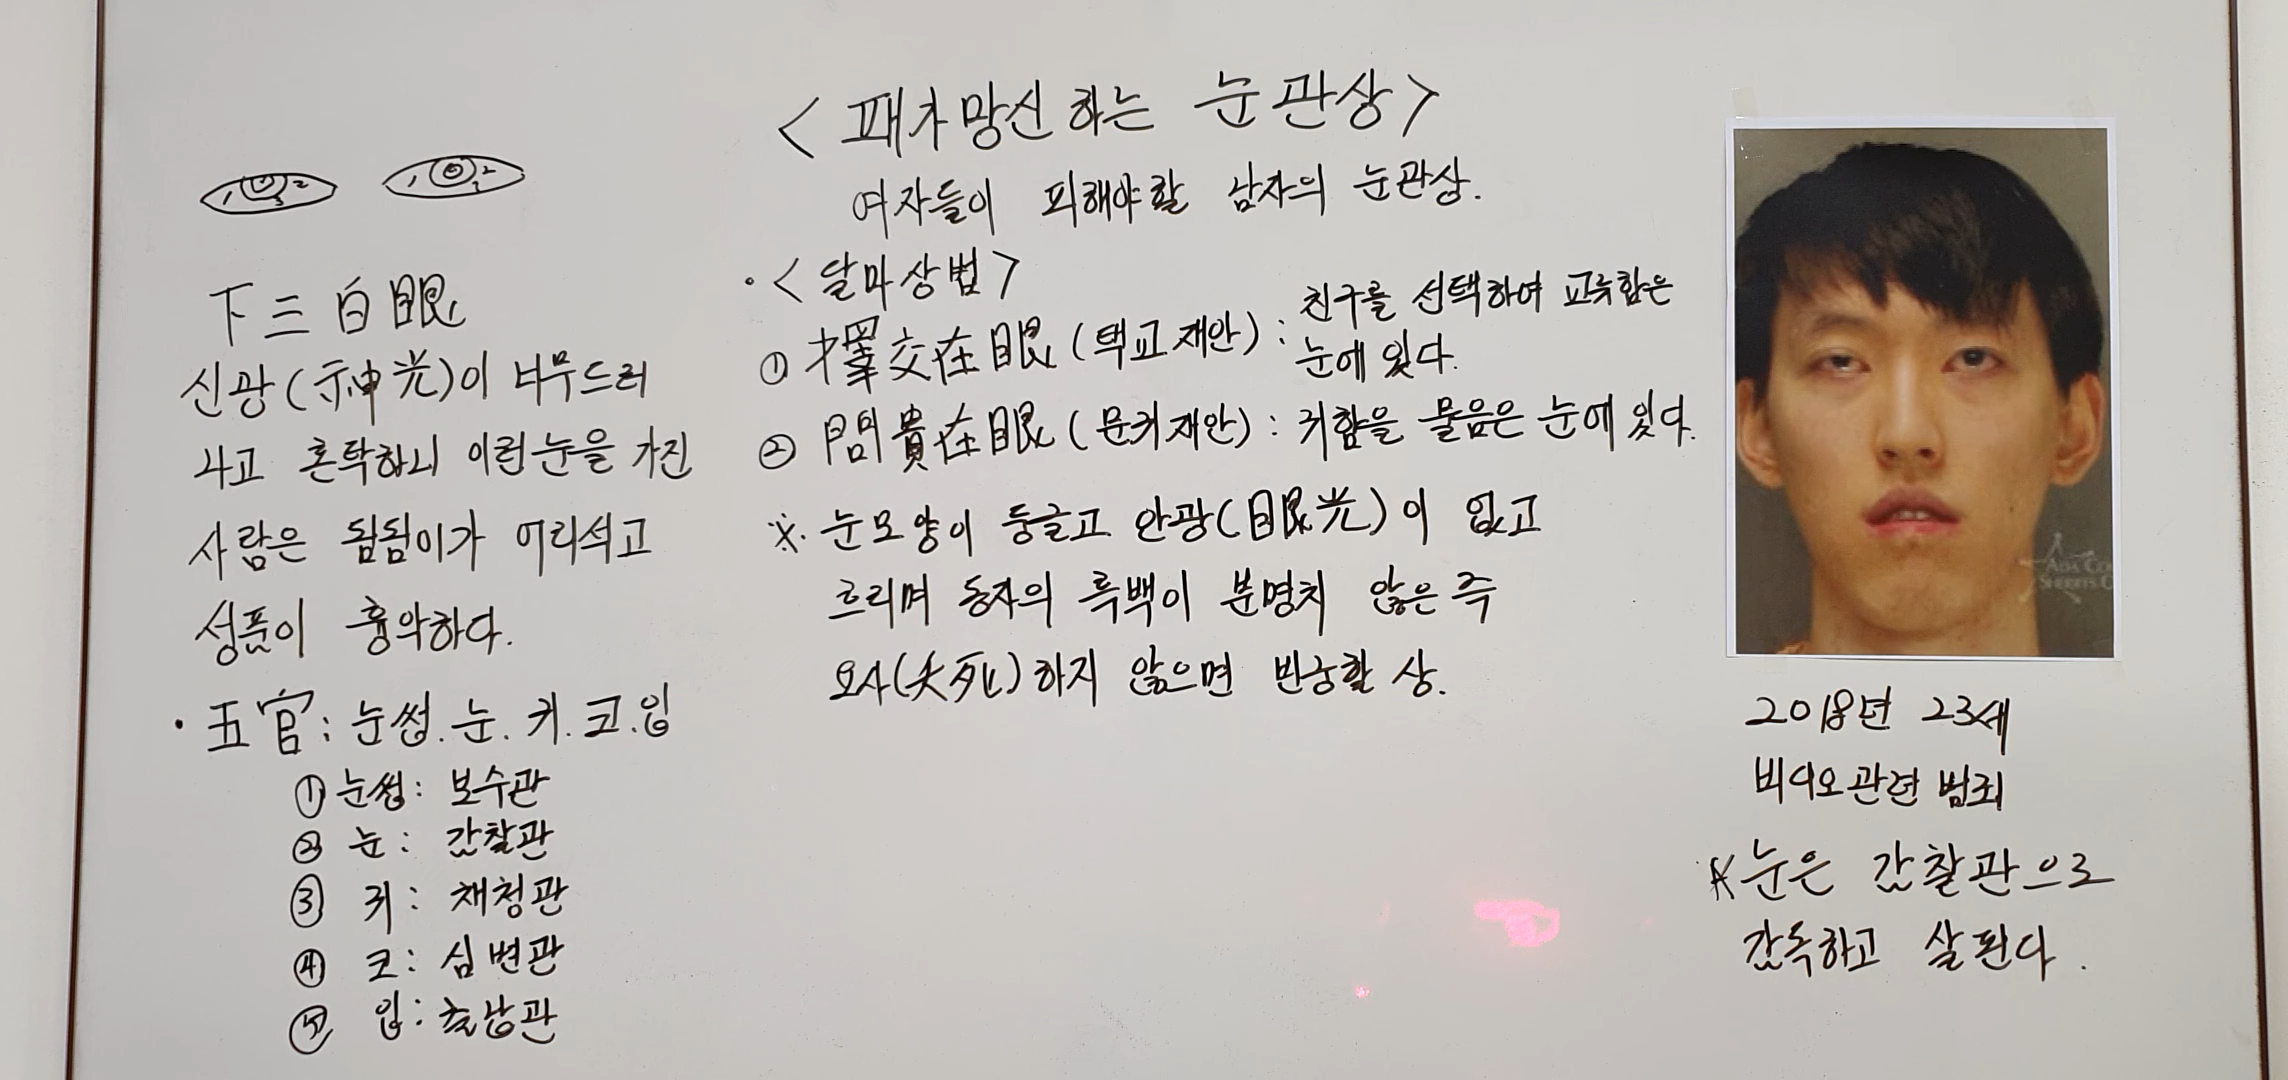 <패가망신하는 눈관상>
여자들이 피해야할 남자의 눈관상.
下三白眼
신광(神光)이 너무드러
나고 혼탁하니 이런눈을 가진
사람은 됨됨이가 어리석고
성품이 흉악하다.
• 五官: 눈썹.눈.귀.코.입
① 눈썹: 보수관
② 눈: 감찰관
③ 귀: 채청관
④ 코: 심변관
⑤ 입: 출납관
• <달마상법>
① 擇交在眼(택교재안): 친구를 선택하여 교류함은
눈에 있다.
② 問貴在眼(문귀재안): 귀함을 물음은 눈에 있다.
※. 눈모양이 둥글고 안광(眼光)이 없고
흐리며 동자의 흑백이 분명치 않은 즉
요사(夭死)하지 않으면 빈궁할 상.
2018년 23세
비디오관련 범죄
※눈은 감찰관으로
감독하고 살핀다.